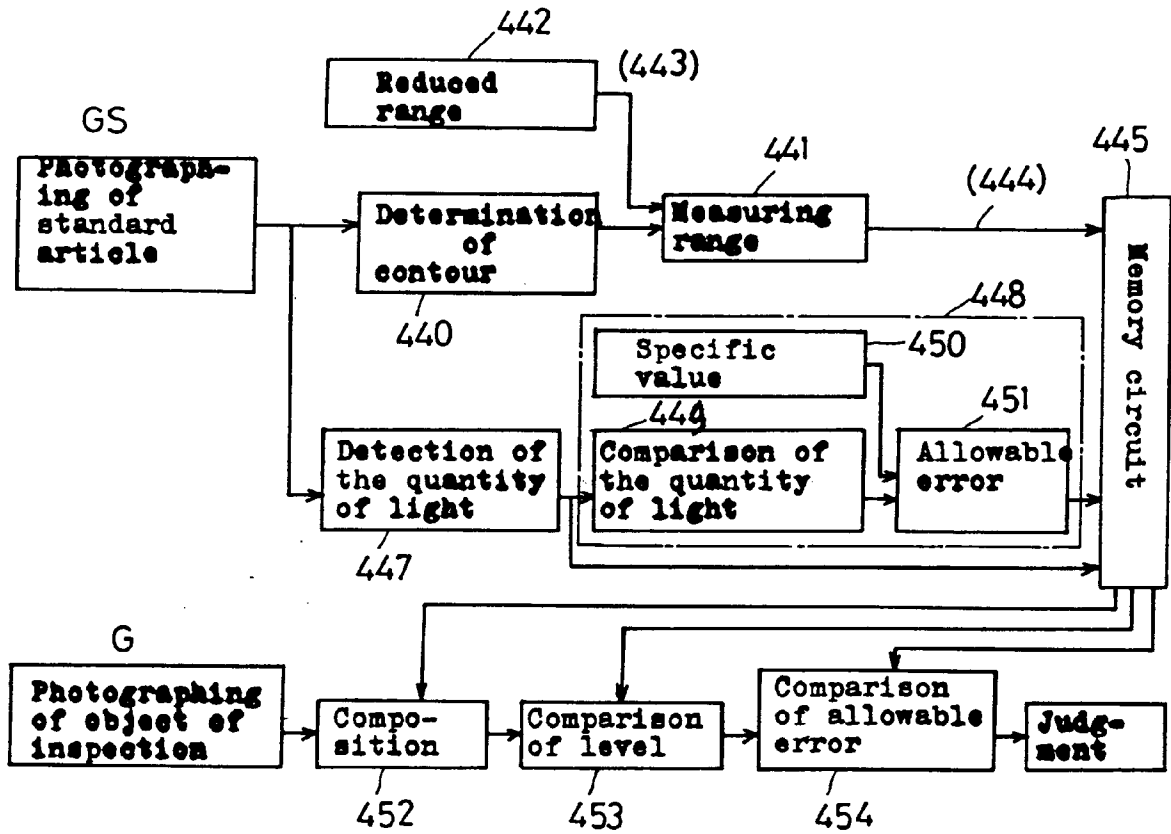 442
Reduced
range
(443)
GS
Photograph-
ing of
standard
article
Determination
of
contour
440
441
Measuring
range
(444)
445
Memory circuit
448
Specific
value
450
449
Comparison of
the quantity
of light
451
Allowable
error
Detection of
the quantity
of light
447
G
Photographing
of object of
inspection
Compo-
sition
452
Comparison
of level
453
Comparison
of allowable
error
454
Judg-
ment